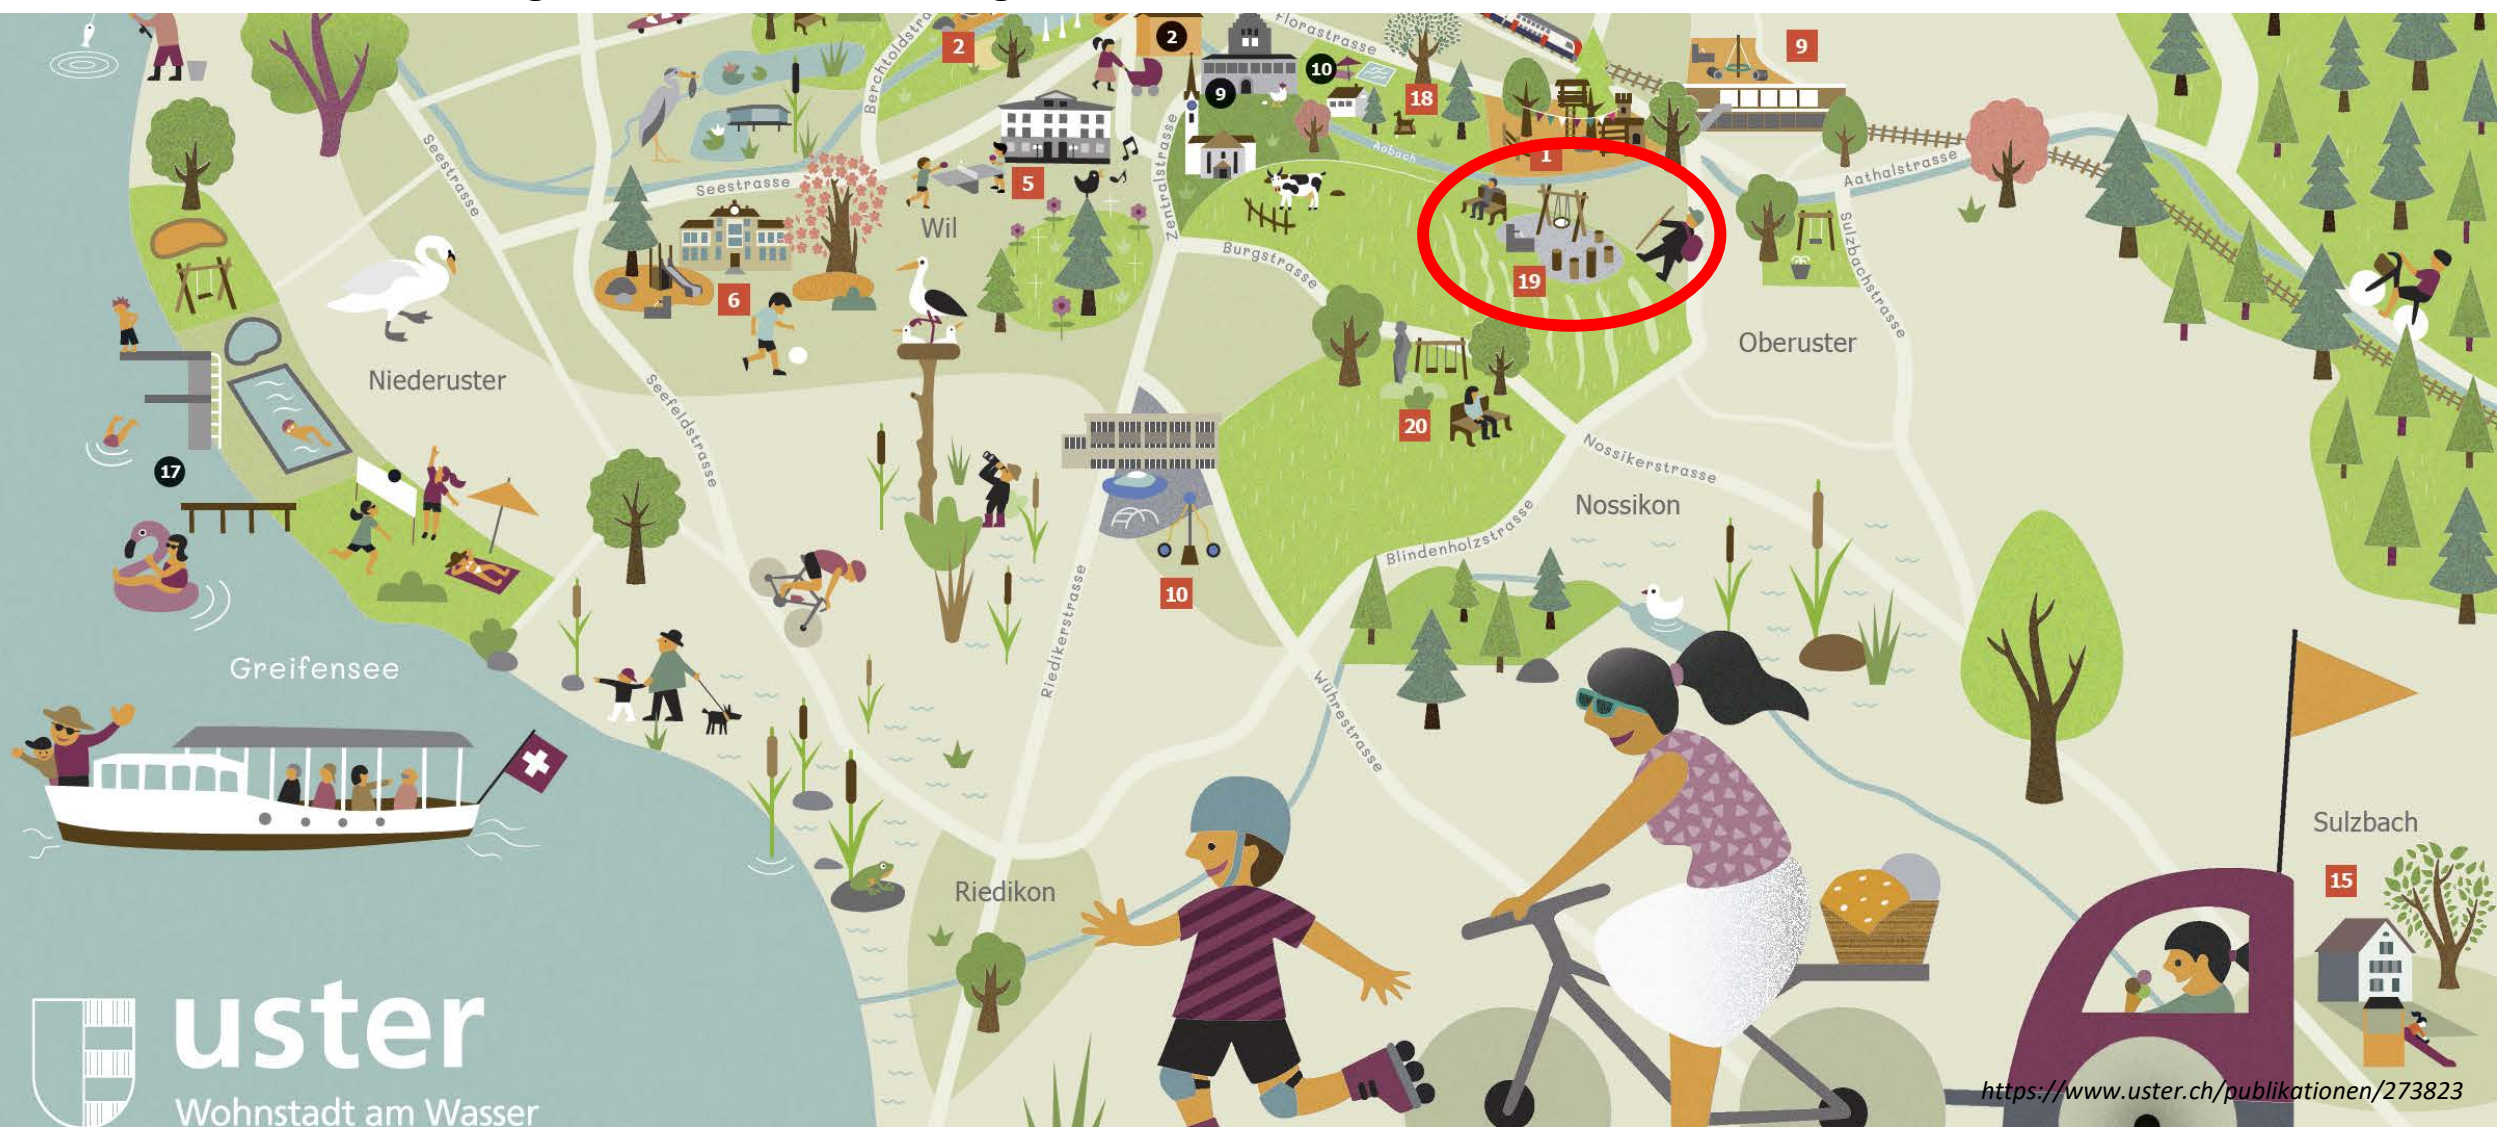 Florastrasse
Berchtoldstra
2
2
9
10
9
18
Aabach
1
Seestrasse
Seestrasse
5
Zentralstrasse
Aathalstrasse
Wil
Burgstrasse
19
Sulzbachstrasse
6
Oberuster
Niederuster
Seefeldstrasse
20
Nossikerstrasse
17
Nossikon
Blindenholzstrasse
10
Riedikerstrasse
Greifensee
Wührestrasse
Sulzbach
15
Riedikon
uster
Wohnstadt am Wasser
https://www.uster.ch/publikationen/273823